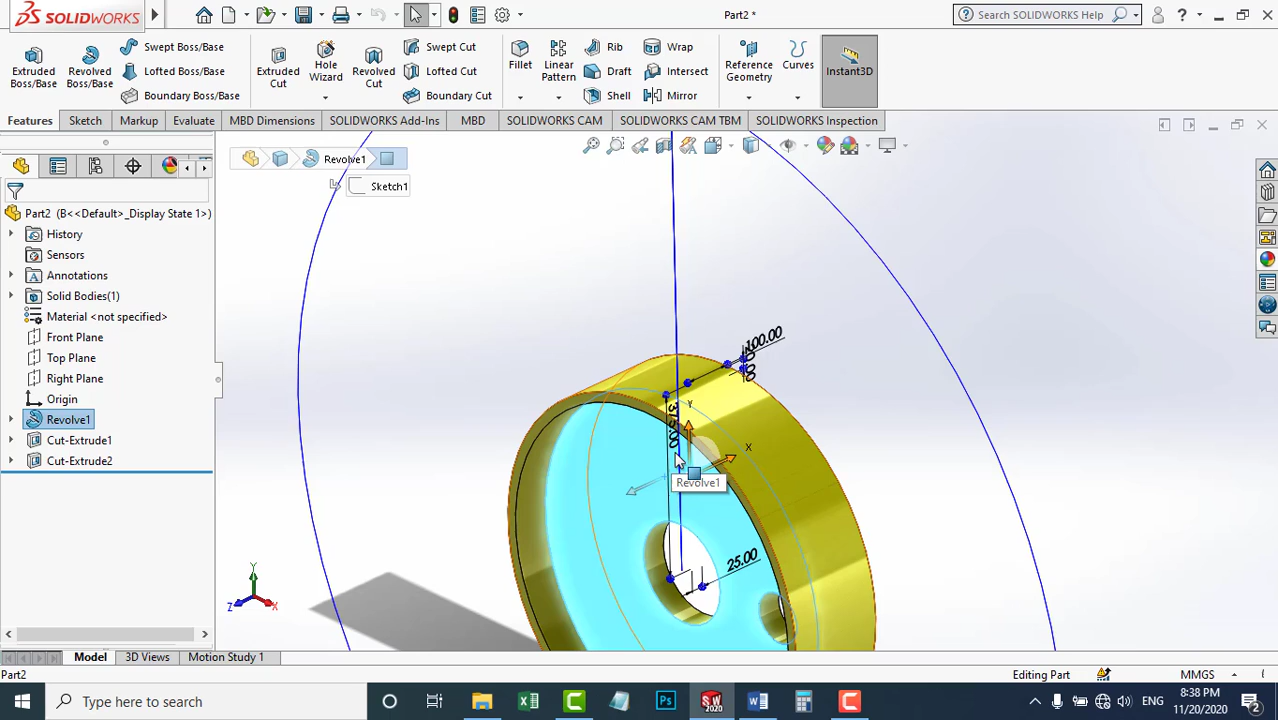 SOLIDWORKS
Part2 *
Search SOLIDWORKS Help
Extruded Boss/Base
Revolved Boss/Base
Swept Boss/Base
Lofted Boss/Base
Boundary Boss/Base
Extruded Cut
Hole Wizard
Revolved Cut
Swept Cut
Lofted Cut
Boundary Cut
Fillet
Linear Pattern
Rib
Draft
Shell
Wrap
Intersect
Mirror
Reference Geometry
Curves
Instant3D
Features
Sketch
Markup
Evaluate
MBD Dimensions
SOLIDWORKS Add-Ins
MBD
SOLIDWORKS CAM
SOLIDWORKS CAM TBM
SOLIDWORKS Inspection
Revolve1
Sketch1
Part2 (B<<Default>_Display State 1>)
History
Sensors
Annotations
Solid Bodies(1)
Material <not specified>
Front Plane
Top Plane
Right Plane
Origin
Revolve1
Cut-Extrude1
Cut-Extrude2
100.00
Y
X
Revolve1
25.00
Y
Z
X
Model
3D Views
Motion Study 1
Part2
Editing Part
MMGS
Type here to search
SW
2020
Ps
ENG
8:38 PM
11/20/2020
2